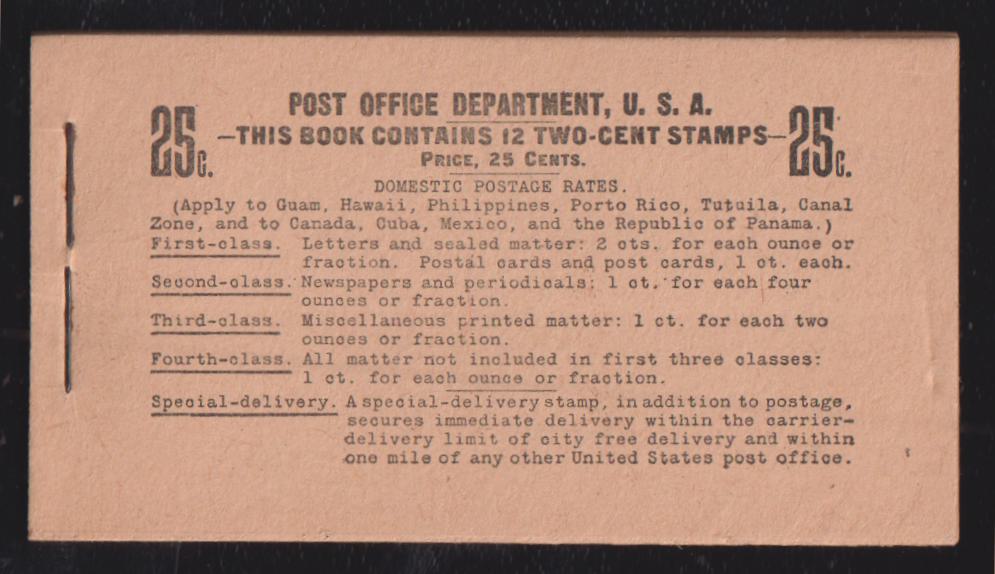 POST OFFICE DEPARTMENT, U. S. A.
25c. —THIS BOOK CONTAINS 12 TWO-CENT STAMPS— 25c.
PRICE, 25 CENTS.
DOMESTIC POSTAGE RATES.
(Apply to Guam, Hawaii, Philippines, Porto Rico, Tutuila, Canal
Zone, and to Canada, Cuba, Mexico, and the Republic of Panama.)
First-class. Letters and sealed matter: 2 cts. for each ounce or
fraction. Postal cards and post cards, 1 ct. each.
Second-class. Newspapers and periodicals: 1 ct. for each four
ounces or fraction.
Third-class. Miscellaneous printed matter: 1 ct. for each two
ounces or fraction.
Fourth-class. All matter not included in first three classes:
1 ct. for each ounce or fraction.
Special-delivery. A special-delivery stamp, in addition to postage,
secures immediate delivery within the carrier-
delivery limit of city free delivery and within
one mile of any other United States post office.